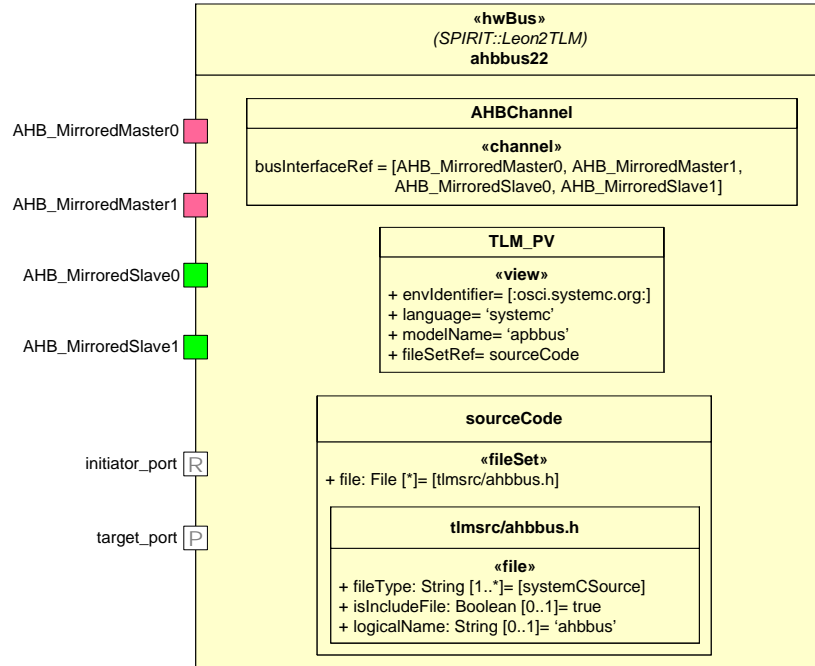 «hwBus»
(SPIRIT::Leon2TLM)
ahbbus22
AHB_MirroredMaster0
AHB_MirroredMaster1
AHB_MirroredSlave0
AHB_MirroredSlave1
initiator_port
R
target_port
P
AHBChannel
«channel»
busInterfaceRef = [AHB_MirroredMaster0, AHB_MirroredMaster1,
AHB_MirroredSlave0, AHB_MirroredSlave1]
TLM_PV
«view»
+ envIdentifier= [:osci.systemc.org:]
+ language= ‘systemc’
+ modelName= ‘apbbus’
+ fileSetRef= sourceCode
sourceCode
«fileSet»
+ file: File [*]= [tlmsrc/ahbbus.h]
tlmsrc/ahbbus.h
«file»
+ fileType: String [1..*]= [systemCSource]
+ isIncludeFile: Boolean [0..1]= true
+ logicalName: String [0..1]= ‘ahbbus’